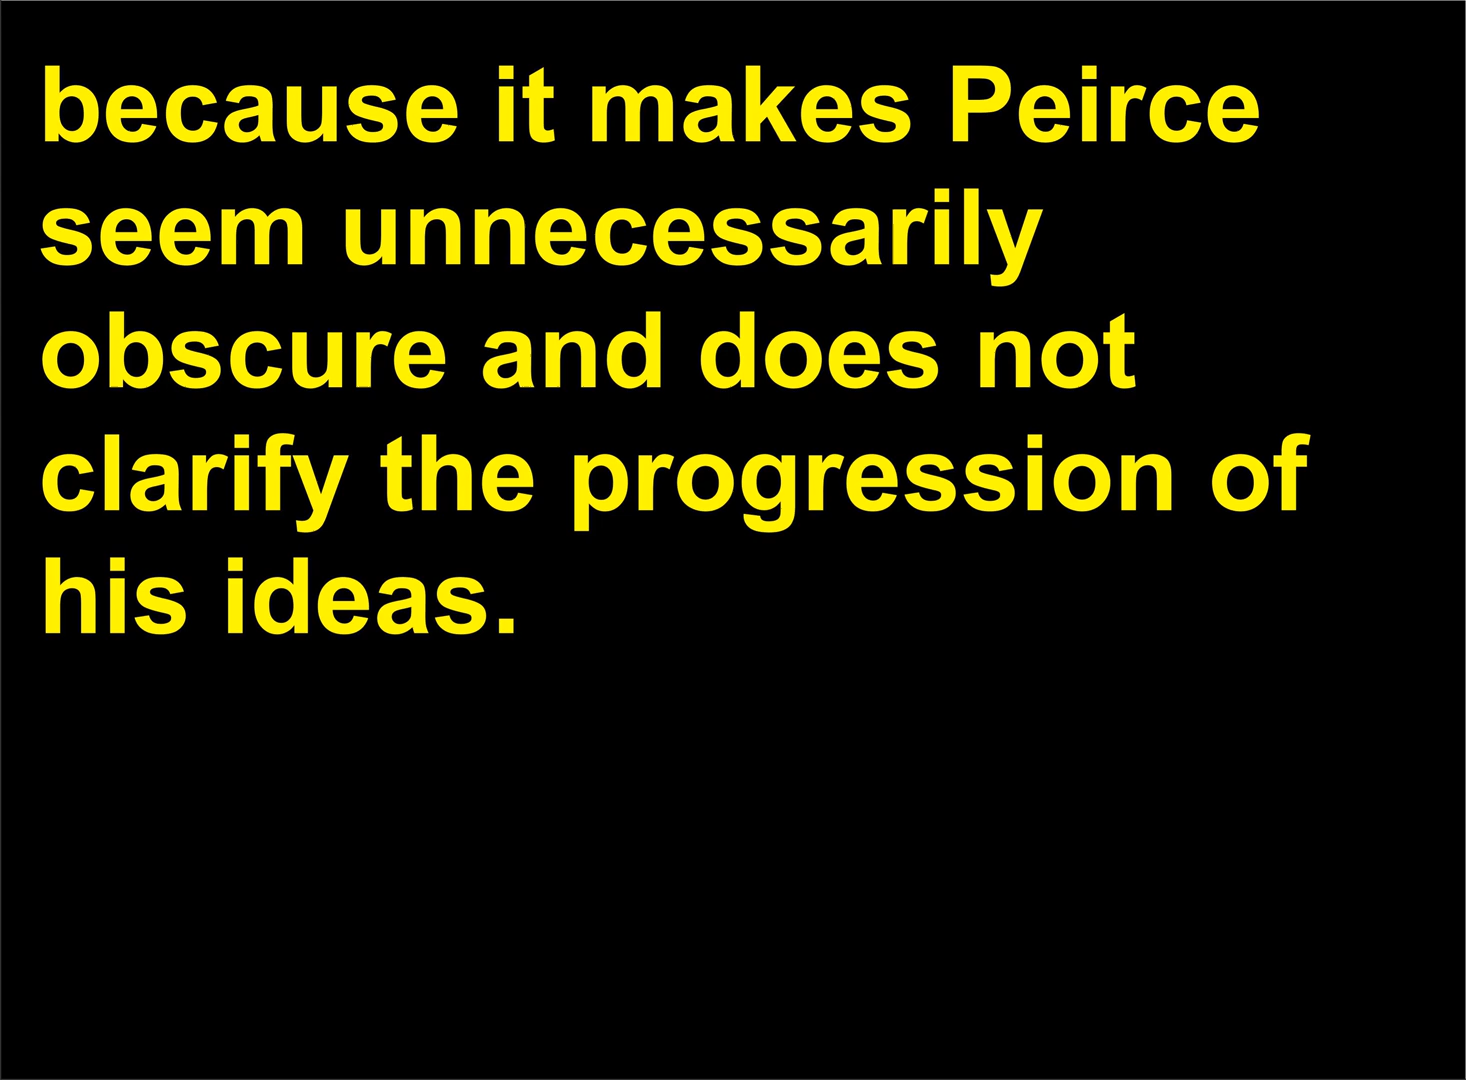 because it makes Peirce
seem unnecessarily
obscure and does not
clarify the progression of
his ideas.